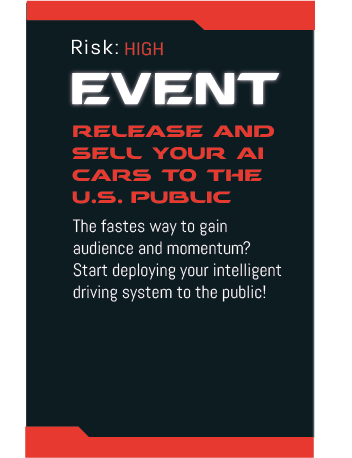 Risk: HIGH
EVENT
RELEASE AND
SELL YOUR AI
CARS TO THE
U.S. PUBLIC
The fastes way to gain
audience and momentum?
Start deploying your intelligent
driving system to the public!